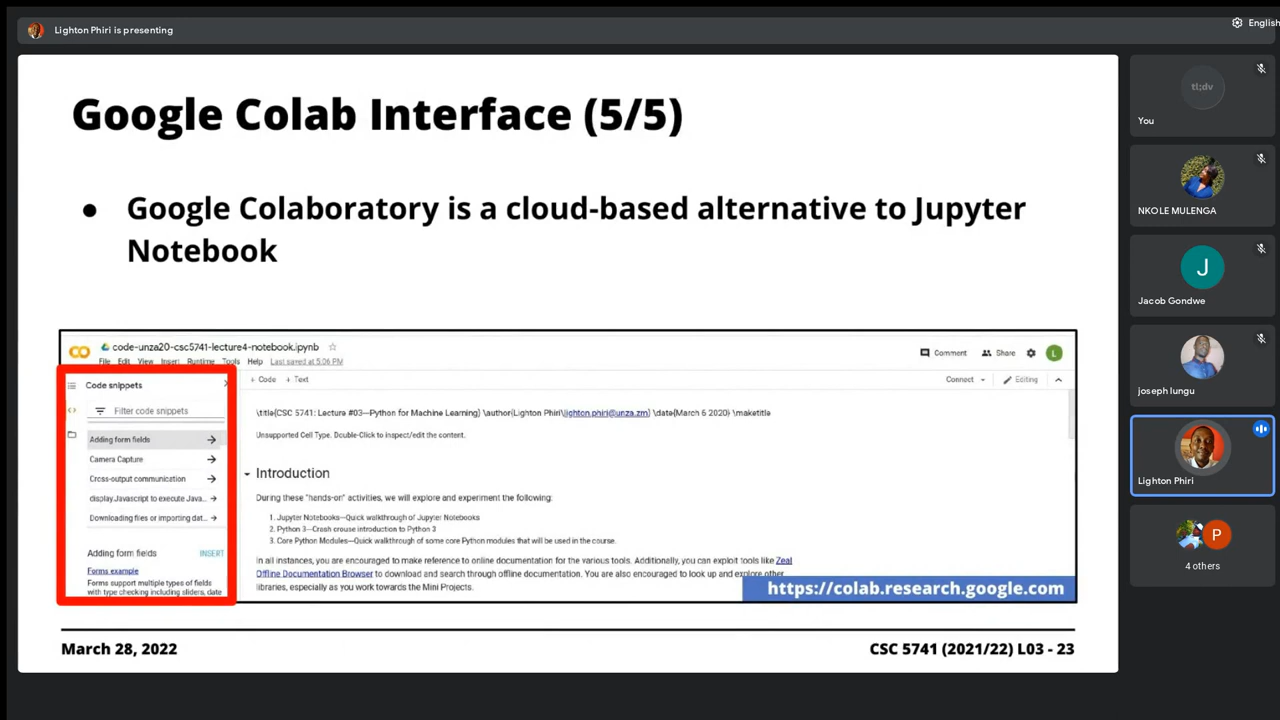 Lighton Phiri is presenting
English
Google Colab Interface (5/5)
● Google Colaboratory is a cloud-based alternative to Jupyter
Notebook
code-unza20-csc5741-lecture4-notebook.ipynb
File Edit View Insert Runtime Tools Help Last saved at 5:06 PM
Comment Share L
Code snippets
+ Code + Text
Connect Editing
Filter code snippets
Adding form fields
Camera Capture
Cross-output communication
display.Javascript to execute Java...
Downloading files or importing dat...
Adding form fields INSERT
Forms example
Forms support multiple types of fields
with type checking including sliders, date
\title{CSC 5741: Lecture #03—Python for Machine Learning} \author{Lighton Phiri\lighton.phiri@unza.zm} \date{March 6 2020} \maketitle
Unsupported Cell Type. Double-Click to inspect/edit the content.
Introduction
During these "hands-on" activities, we will explore and experiment the following:
1. Jupyter Notebooks—Quick walkthrough of Jupyter Notebooks
2. Python 3—Crash crouse introduction to Python 3
3. Core Python Modules—Quick walkthrough of some core Python modules that will be used in the course.
In all instances, you are encouraged to make reference to online documentation for the various tools. Additionally, you can exploit tools like Zeal
Offline Documentation Browser to download and search through offline documentation. You are also encouraged to look up and explore other
libraries, especially as you work towards the Mini Projects.
https://colab.research.google.com
March 28, 2022
CSC 5741 (2021/22) L03 - 23
tl;dv
You
NKOLE MULENGA
J
Jacob Gondwe
joseph lungu
Lighton Phiri
P
4 others